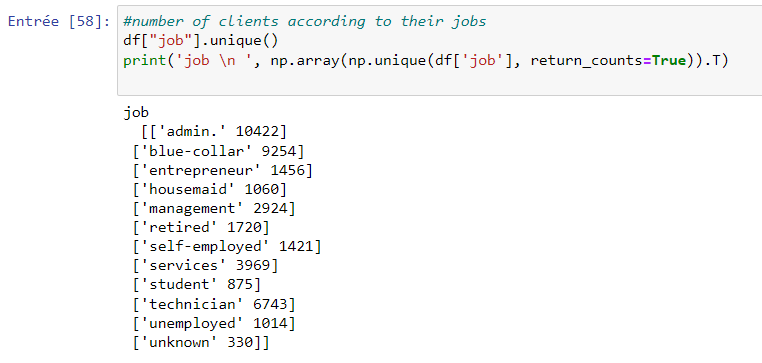 Entrée [58]: #number of clients according to their jobs
df["job"].unique()
print('job \n ', np.array(np.unique(df['job'], return_counts=True)).T)
job
[['admin.' 10422]
['blue-collar' 9254]
['entrepreneur' 1456]
['housemaid' 1060]
['management' 2924]
['retired' 1720]
['self-employed' 1421]
['services' 3969]
['student' 875]
['technician' 6743]
['unemployed' 1014]
['unknown' 330]]